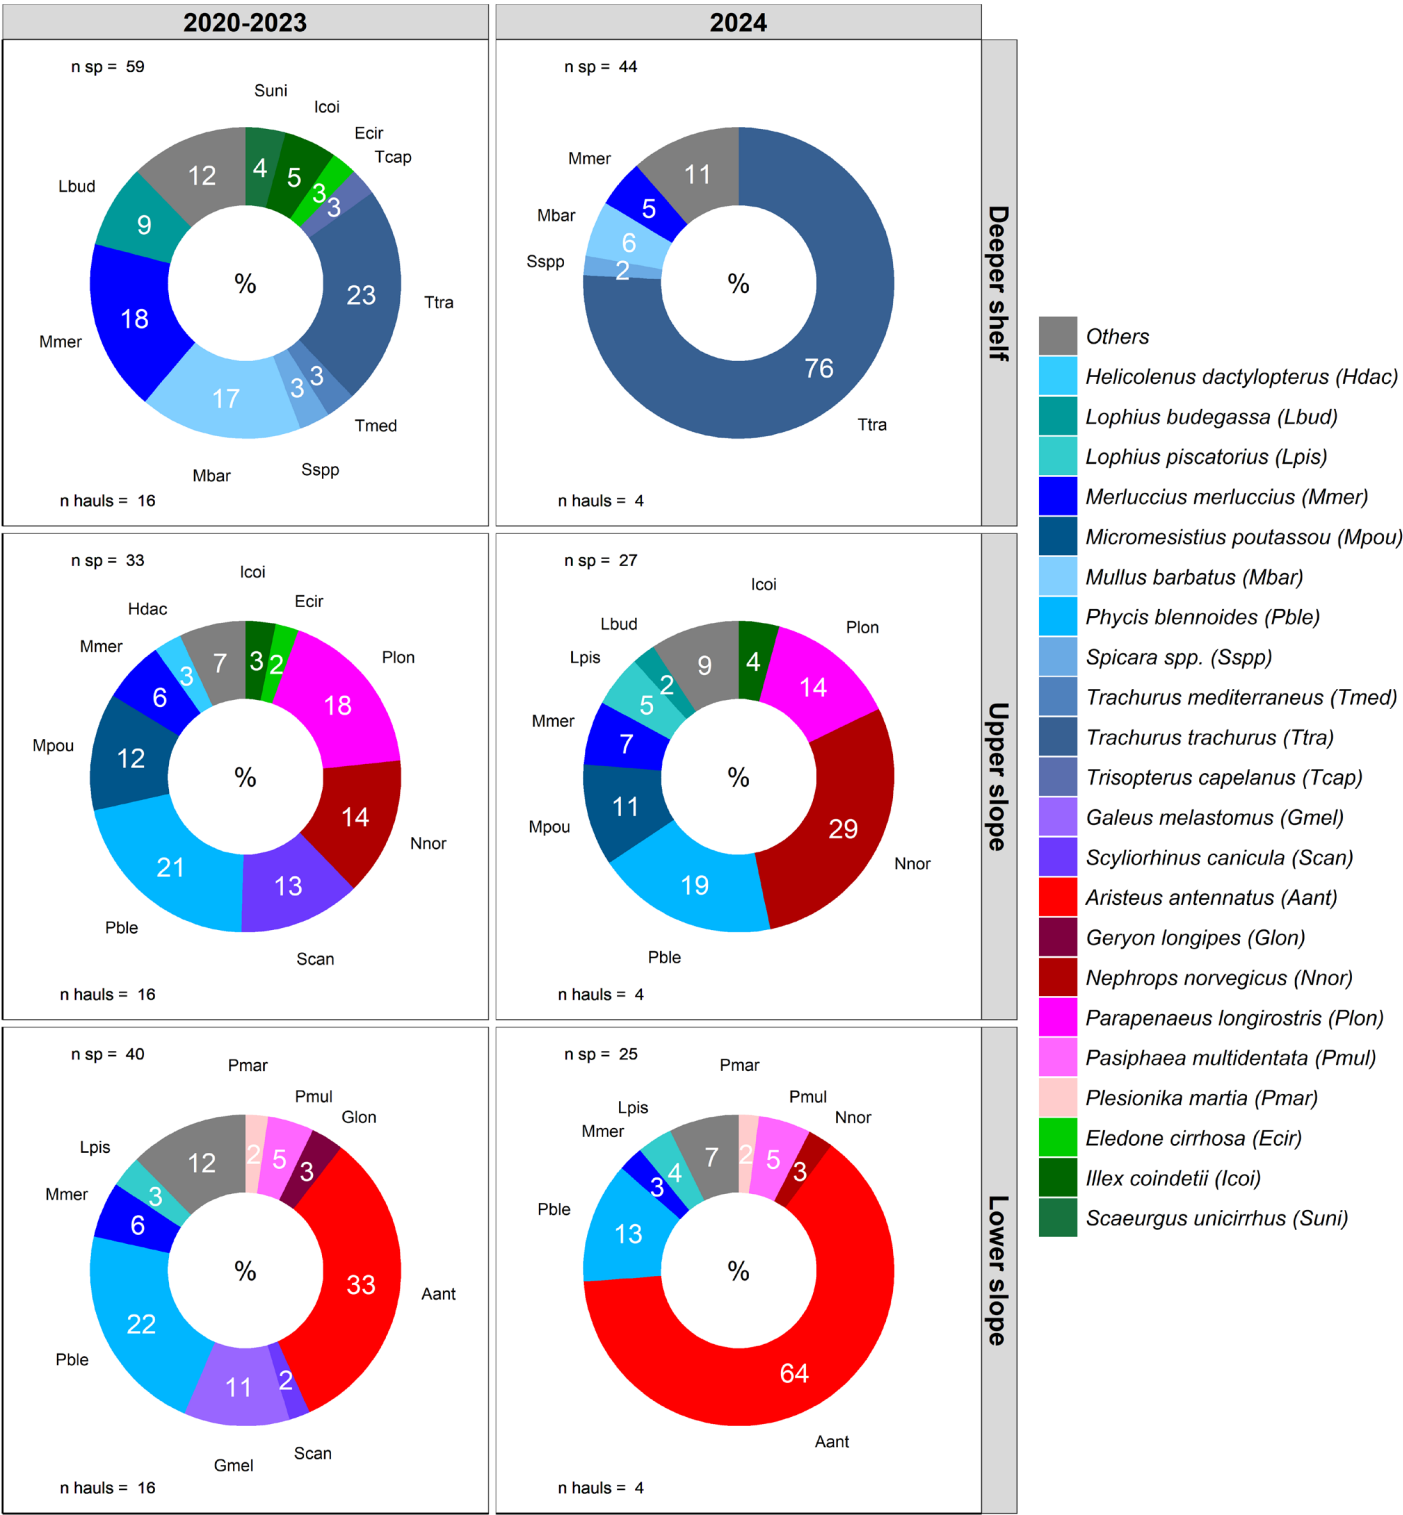 2020-2023
2024
n sp = 59
Suni
Icoi
Ecir
Tcap
Lbud
Ttra
Mmer
Tmed
Sspp
Mbar
12
4
5
3
3
9
23
18
3
3
17
%
n hauls = 16
n sp = 44
Mmer
Mbar
Sspp
Ttra
11
5
6
2
76
%
n hauls = 4
Deeper shelf
n sp = 33
Icoi
Ecir
Hdac
Mmer
Plon
Mpou
Nnor
Pble
Scan
7
3
2
3
6
18
12
14
21
13
%
n hauls = 16
n sp = 27
Icoi
Lbud
Plon
Lpis
Mmer
Mpou
Nnor
Pble
9
4
2
14
5
7
11
29
19
%
n hauls = 4
Upper slope
n sp = 40
Pmar
Pmul
Glon
Lpis
Mmer
Aant
Pble
Scan
Gmel
12
2
5
3
3
6
33
22
2
11
%
n hauls = 16
n sp = 25
Pmar
Pmul
Nnor
Lpis
Mmer
Pble
Aant
7
2
5
3
4
3
13
64
%
n hauls = 4
Lower slope
Others
Helicolenus dactylopterus (Hdac)
Lophius budegassa (Lbud)
Lophius piscatorius (Lpis)
Merluccius merluccius (Mmer)
Micromesistius poutassou (Mpou)
Mullus barbatus (Mbar)
Phycis blennoides (Pble)
Spicara spp. (Sspp)
Trachurus mediterraneus (Tmed)
Trachurus trachurus (Ttra)
Trisopterus capelanus (Tcap)
Galeus melastomus (Gmel)
Scyliorhinus canicula (Scan)
Aristeus antennatus (Aant)
Geryon longipes (Glon)
Nephrops norvegicus (Nnor)
Parapenaeus longirostris (Plon)
Pasiphaea multidentata (Pmul)
Plesionika martia (Pmar)
Eledone cirrhosa (Ecir)
Illex coindetii (Icoi)
Scaeurgus unicirrhus (Suni)